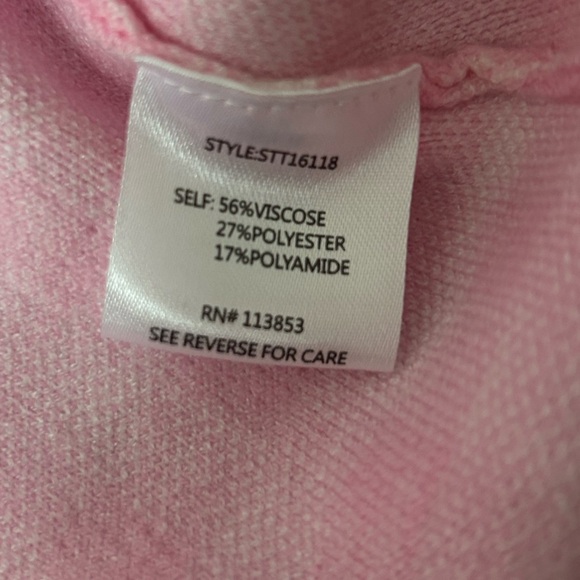 STYLE:STT16118
SELF: 56%VISCOSE
27%POLYESTER
17%POLYAMIDE
RN# 113853
SEE REVERSE FOR CARE